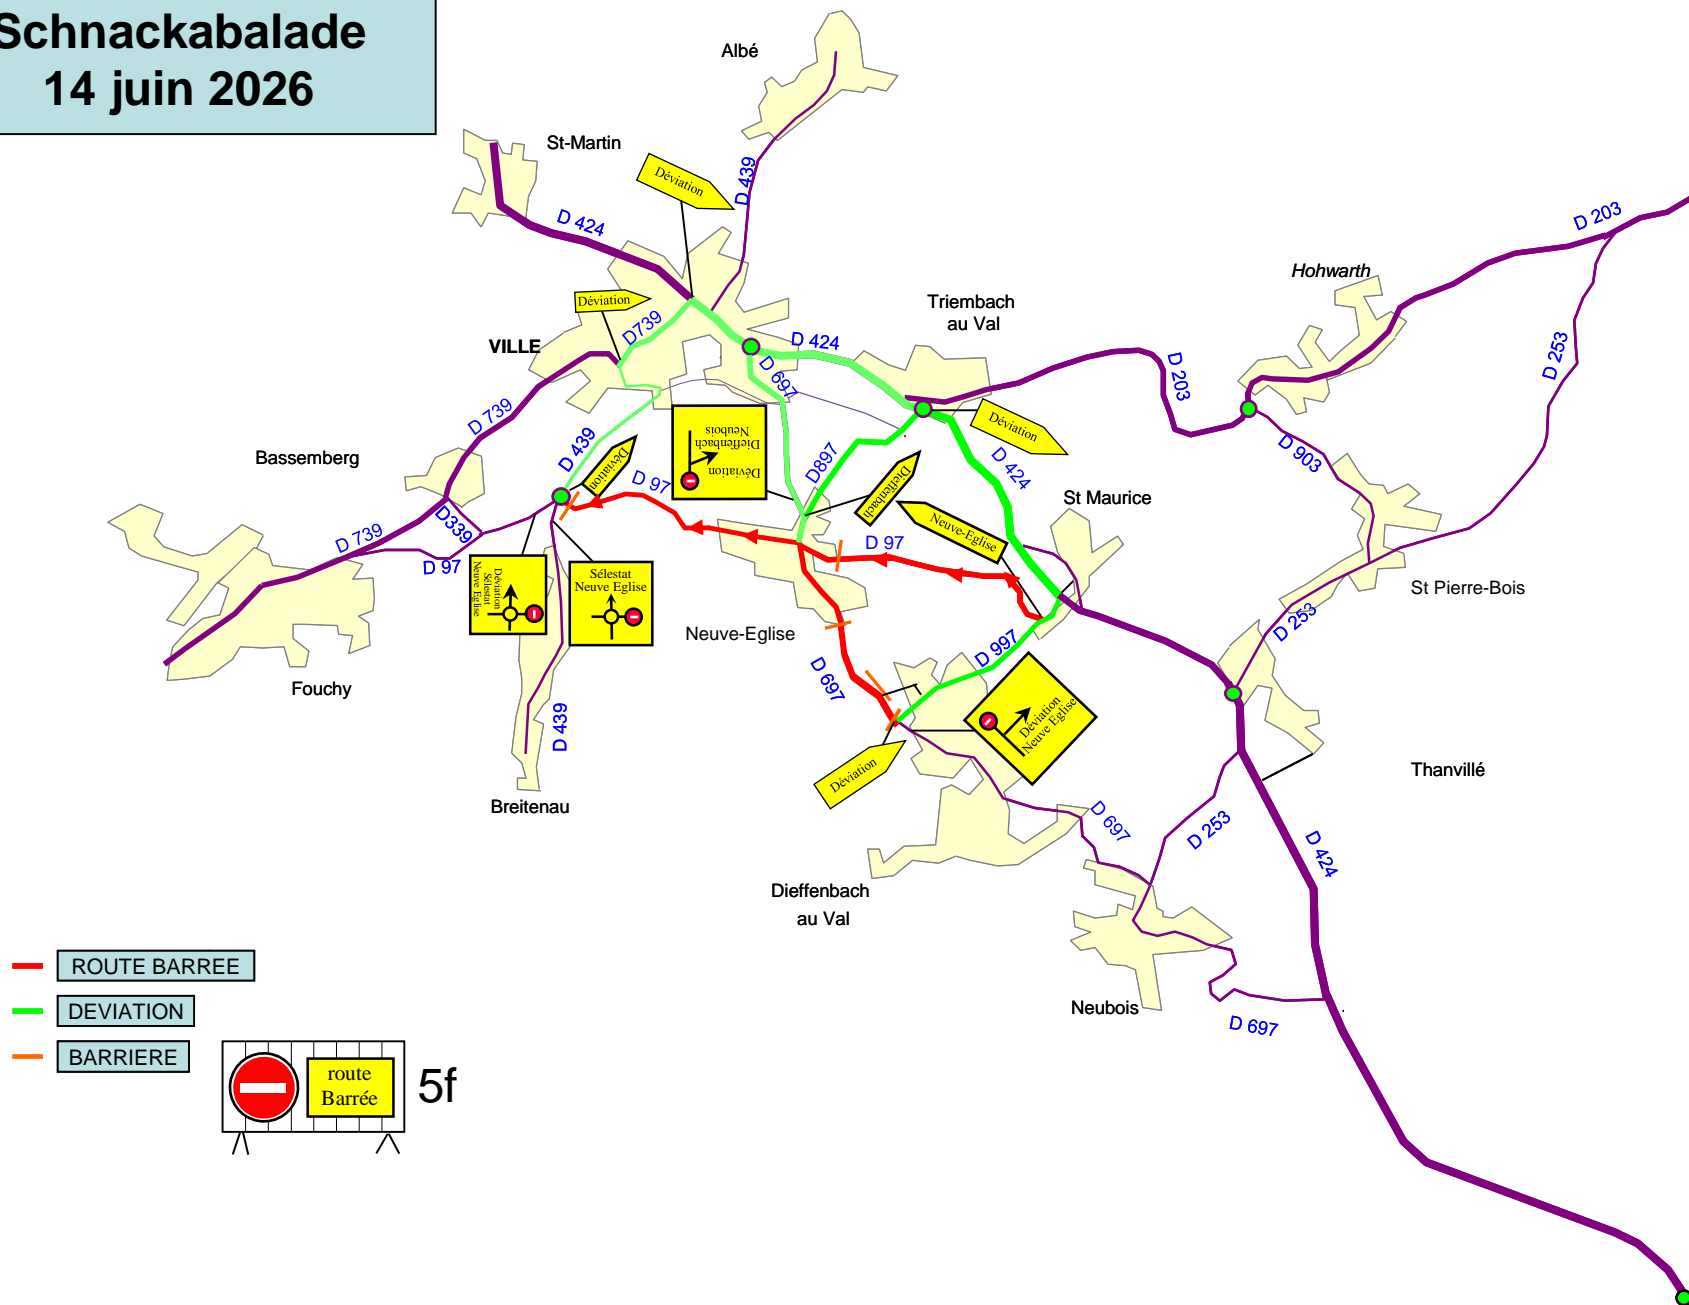 Schnackabalade
14 juin 2026
Albé
St-Martin
Déviation
D 439
D 424
D 203
Hohwarth
Déviation
D739
Triembach
au Val
VILLE
D 424
D 697
D 253
D 203
D 739
Déviation
Dieffenbach
Neubois
Déviation
D 439
Déviation
D 97
D897
Dieffenbach
D 424
D 903
Bassemberg
St Maurice
Neuve-Eglise
D339
D 739
D 97
D 97
Déviation
Sélestat
Neuve Eglise
Sélestat
Neuve Eglise
St Pierre-Bois
D 253
Neuve-Eglise
D 997
D 697
Fouchy
Déviation
Neuve Eglise
D 439
Déviation
Thanvillé
Breitenau
D 697
D 253
D 424
Dieffenbach
au Val
ROUTE BARREE
DEVIATION
BARRIERE
Neubois
D 697
route
Barrée
5f